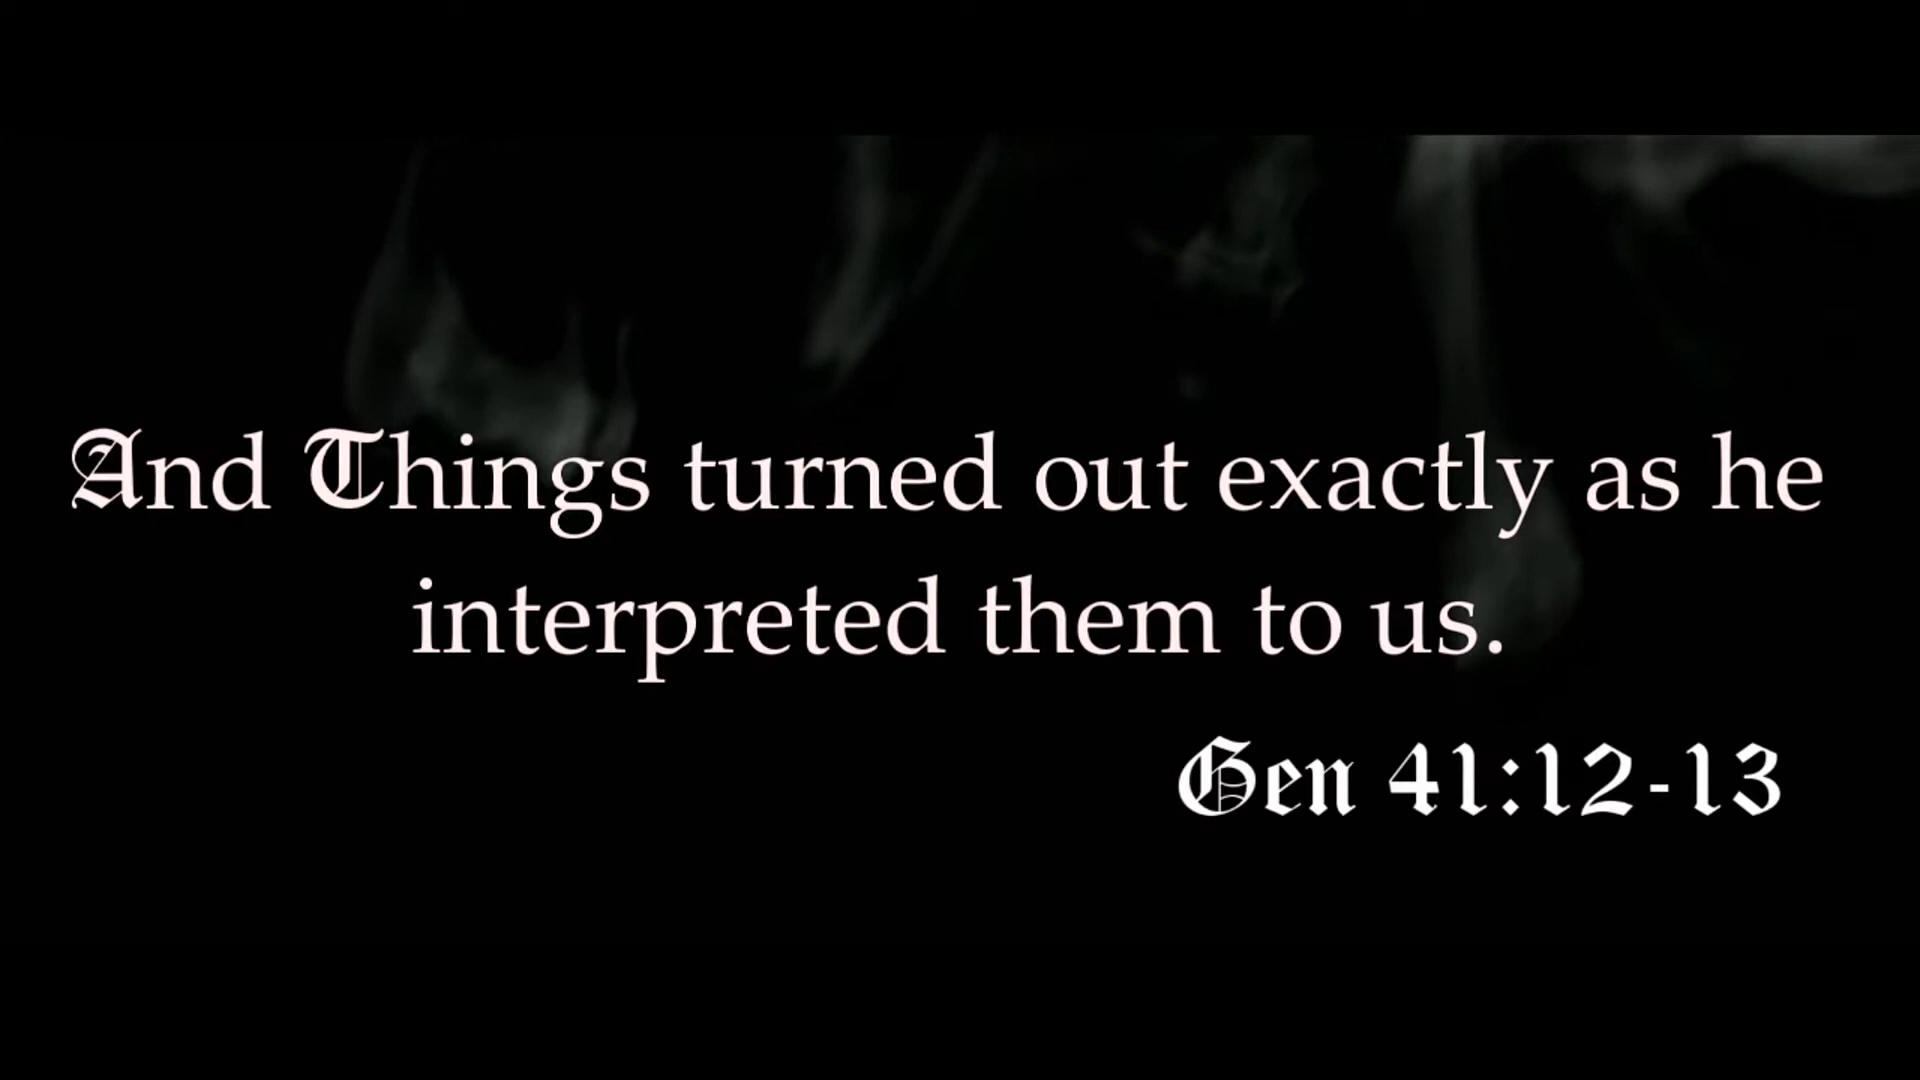 And Things turned out exactly as he
interpreted them to us.
Gen 41:12-13